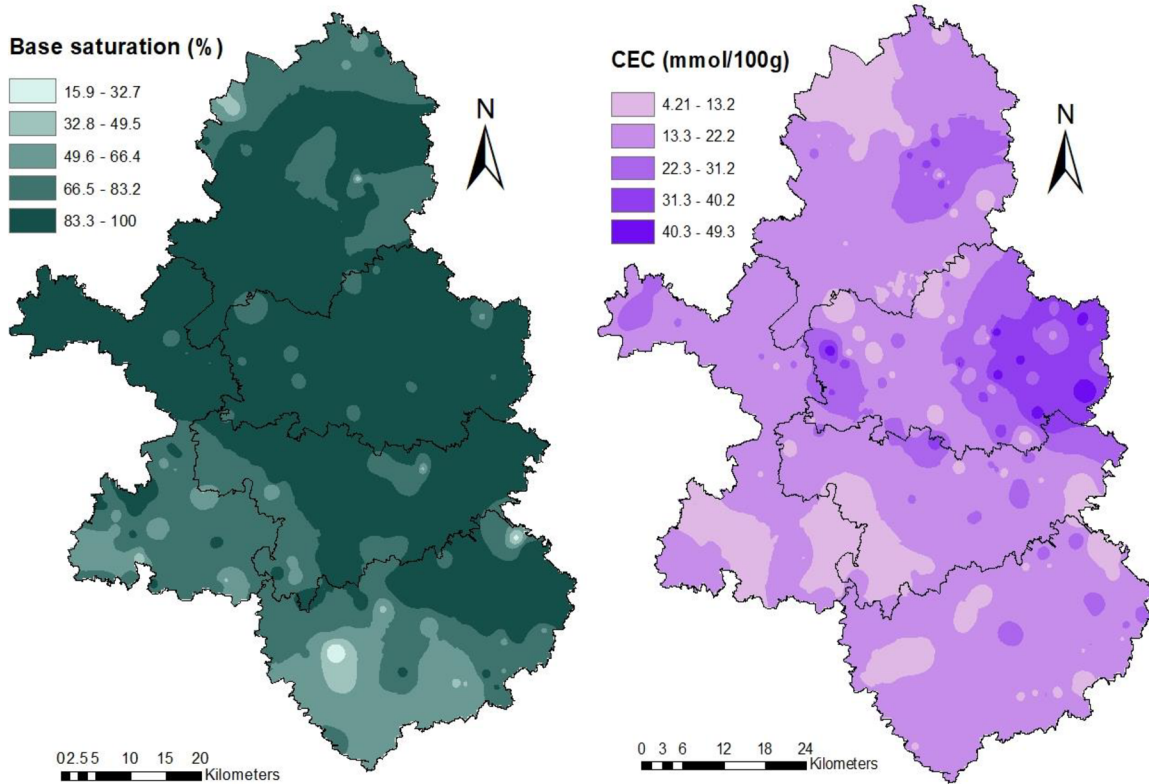 Base saturation (%)
15.9 - 32.7
32.8 - 49.5
49.6 - 66.4
66.5 - 83.2
83.3 - 100
N
02.55 10 15 20
Kilometers
CEC (mmol/100g)
4.21 - 13.2
13.3 - 22.2
22.3 - 31.2
31.3 - 40.2
40.3 - 49.3
N
0 3 6 12 18 24
Kilometers